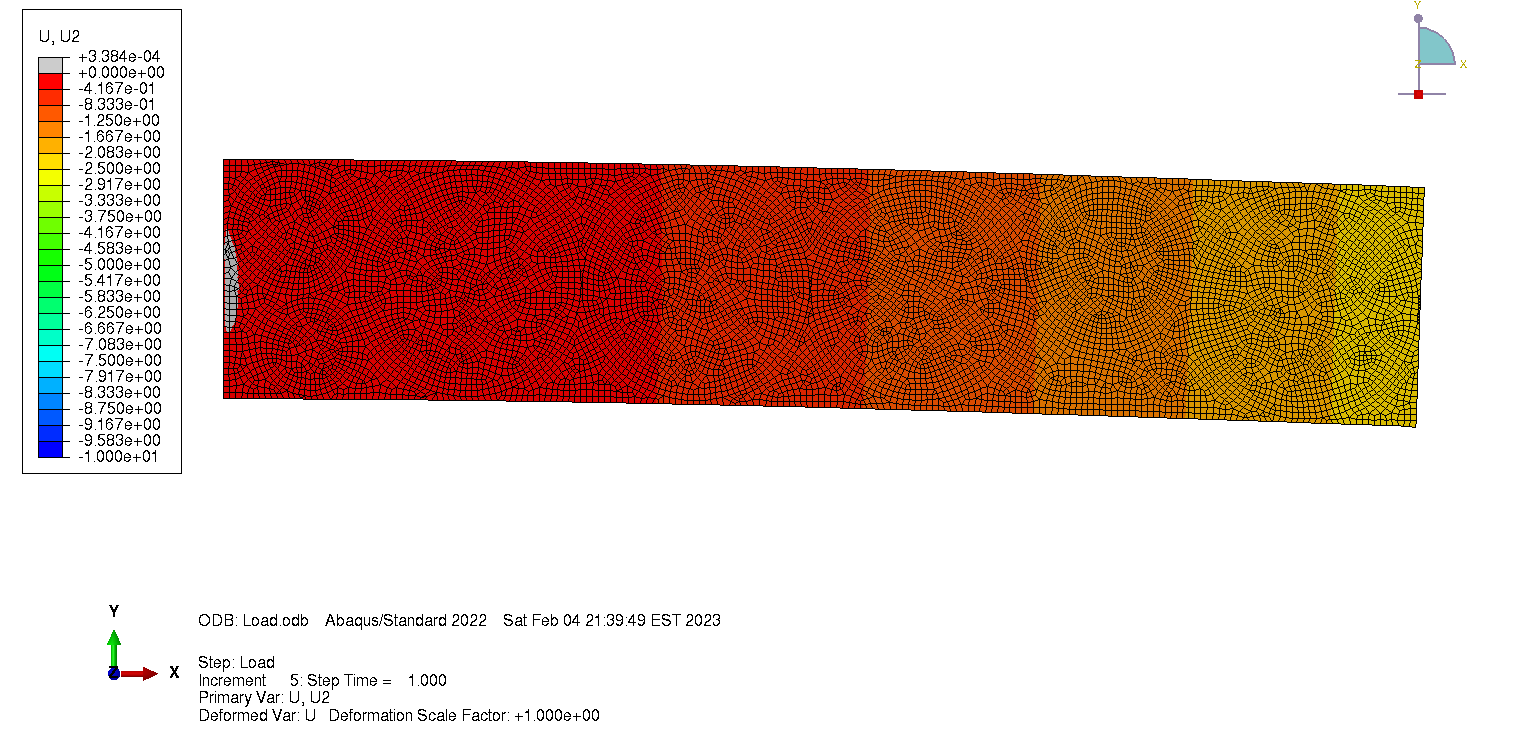 U, U2
+3.384e-04
+0.000e+00
-4.167e-01
-8.333e-01
-1.250e+00
-1.667e+00
-2.083e+00
-2.500e+00
-2.917e+00
-3.333e+00
-3.750e+00
-4.167e+00
-4.583e+00
-5.000e+00
-5.417e+00
-5.833e+00
-6.250e+00
-6.667e+00
-7.083e+00
-7.500e+00
-7.917e+00
-8.333e+00
-8.750e+00
-9.167e+00
-9.583e+00
-1.000e+01
Y
Z X
Y
Z X
ODB: Load.odb Abaqus/Standard 2022 Sat Feb 04 21:39:49 EST 2023
Step: Load
Increment 5: Step Time = 1.000
Primary Var: U, U2
Deformed Var: U Deformation Scale Factor: +1.000e+00